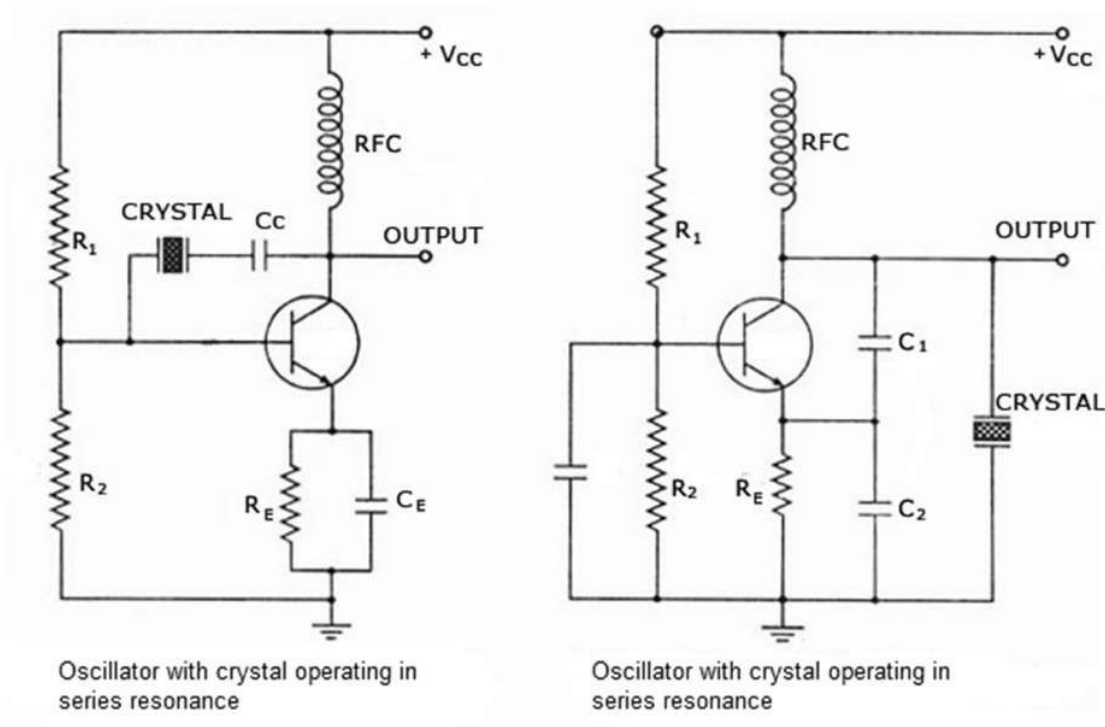 + VCC
RFC
CRYSTAL
Cc
OUTPUT
R1
R2
RE
CE
Oscillator with crystal operating in
series resonance
+ VCC
RFC
R1
OUTPUT
C1
CRYSTAL
R2
RE
C2
Oscillator with crystal operating in
series resonance